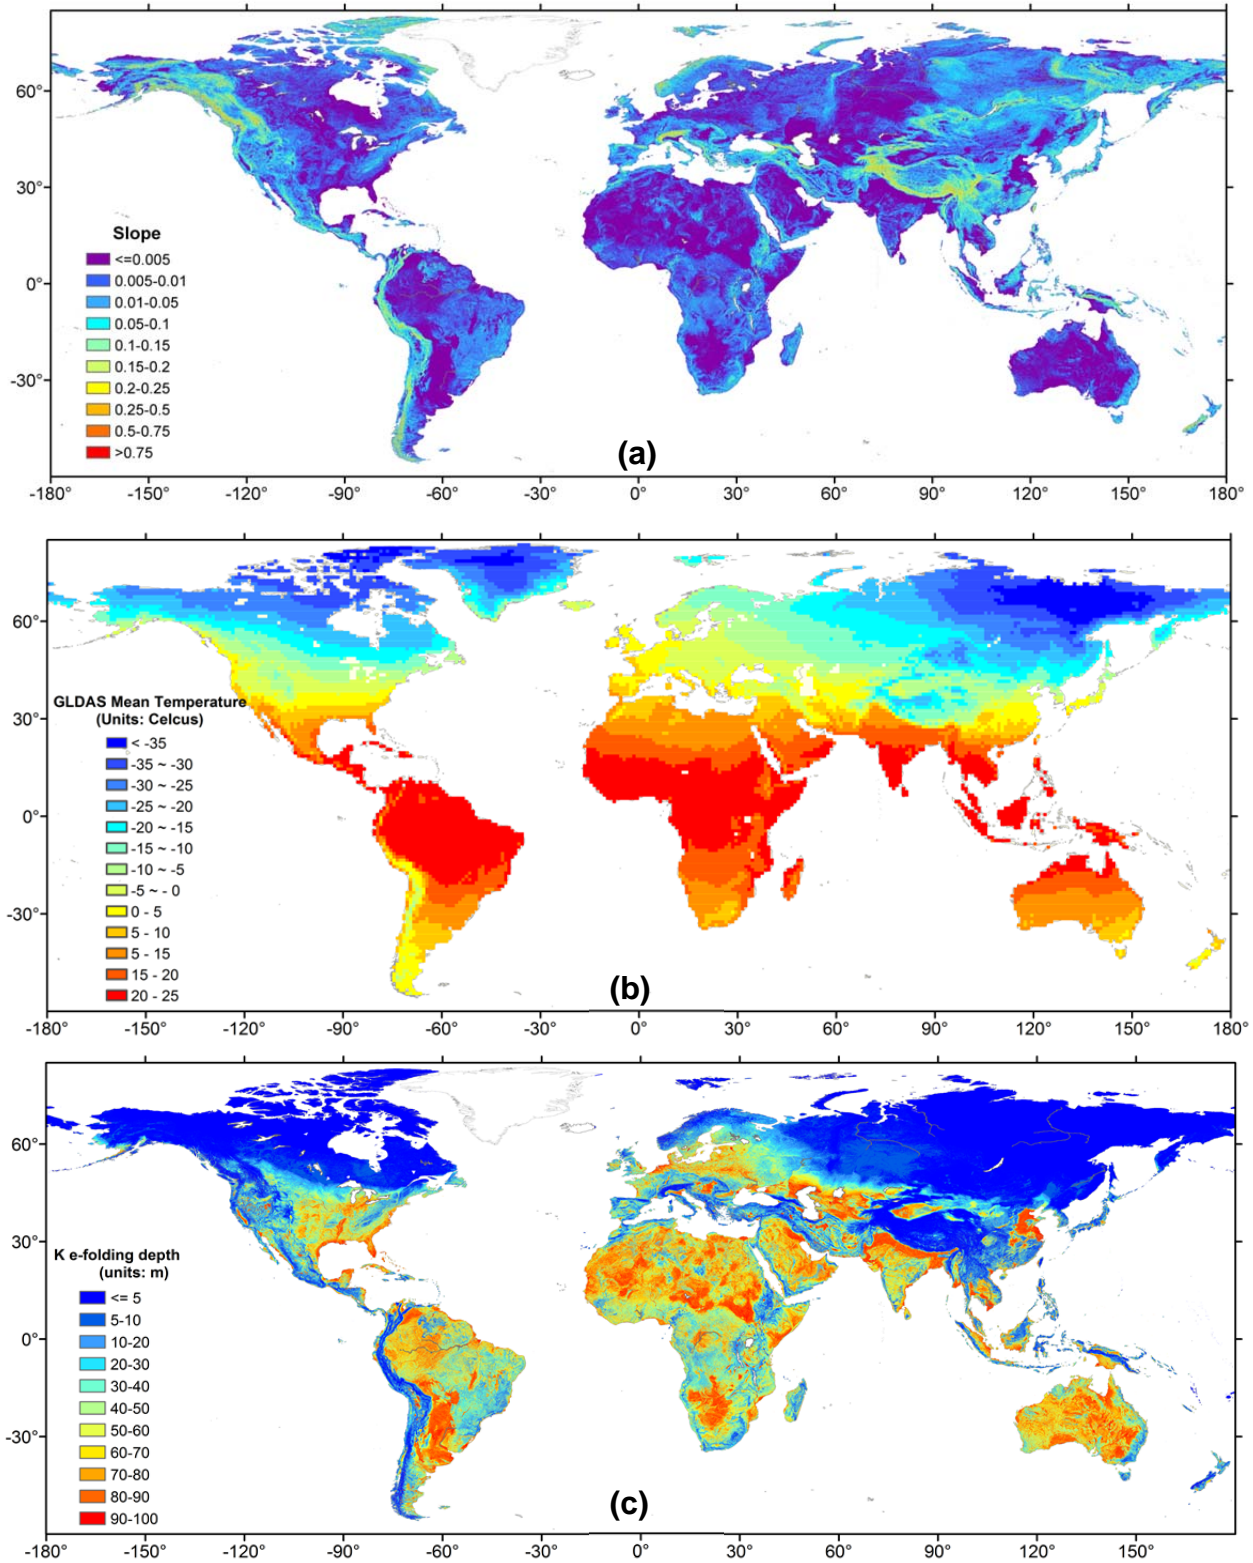 60°
30°
0°
-30°
Slope
<=0.005
0.005-0.01
0.01-0.05
0.05-0.1
0.1-0.15
0.15-0.2
0.2-0.25
0.25-0.5
0.5-0.75
>0.75
(a)
-180° -150° -120° -90° -60° -30° 0° 30° 60° 90° 120° 150° 180°
60°
30°
0°
-30°
GLDAS Mean Temperature
(Units: Celcus)
< -35
-35 ~ -30
-30 ~ -25
-25 ~ -20
-20 ~ -15
-15 ~ -10
-10 ~ -5
-5 ~ - 0
0 - 5
5 - 10
5 - 15
15 - 20
20 - 25
(b)
-180° -150° -120° -90° -60° -30° 0° 30° 60° 90° 120° 150° 180°
60°
30°
0°
-30°
K e-folding depth
(units: m)
<= 5
5-10
10-20
20-30
30-40
40-50
50-60
60-70
70-80
80-90
90-100
(c)
-180° -150° -120° -90° -60° -30° 0° 30° 60° 90° 120° 150°